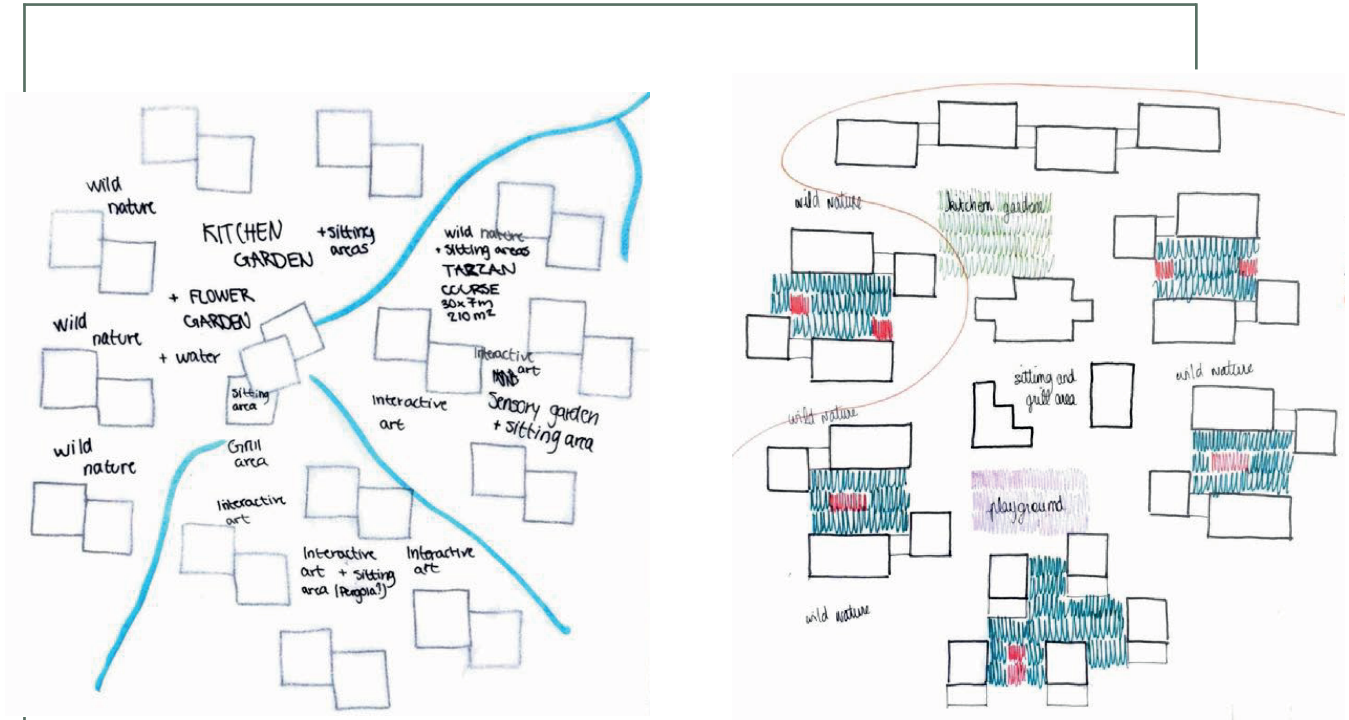 wild
nature
KITCHEN
GARDEN
+ sitting
areas
wild nature
+ sitting areas
TARZAN
COURSE
30 x 7 m
210 m²
+ FLOWER
GARDEN
wild
nature
+ water
sitting
area
Interactive
art
Interactive
art
Sensory garden
+ sitting area
wild
nature
Grill
area
Interactive
art
Interactive
art + sitting
area (Pergola?)
Interactive
art
wild nature
kitchen garden
sitting and
grill area
wild nature
wild nature
playground
wild nature